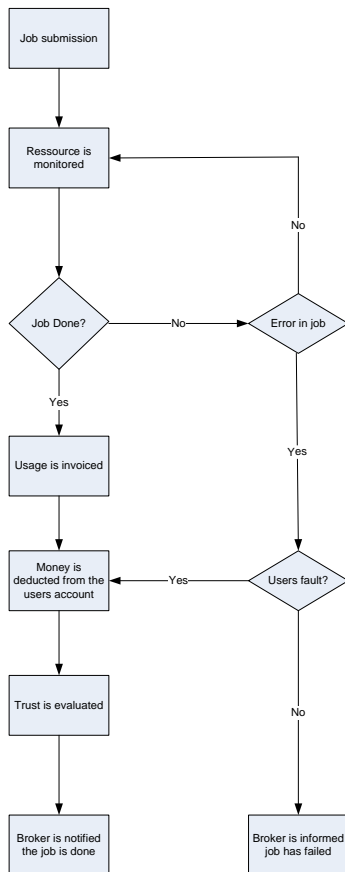 Job submission
Ressource is
monitored
No
Job Done?
No
Error in job
Yes
Yes
Usage is invoiced
Money is
deducted from the
users account
Yes
Users fault?
Trust is evaluated
No
Broker is notified
the job is done
Broker is informed
job has failed